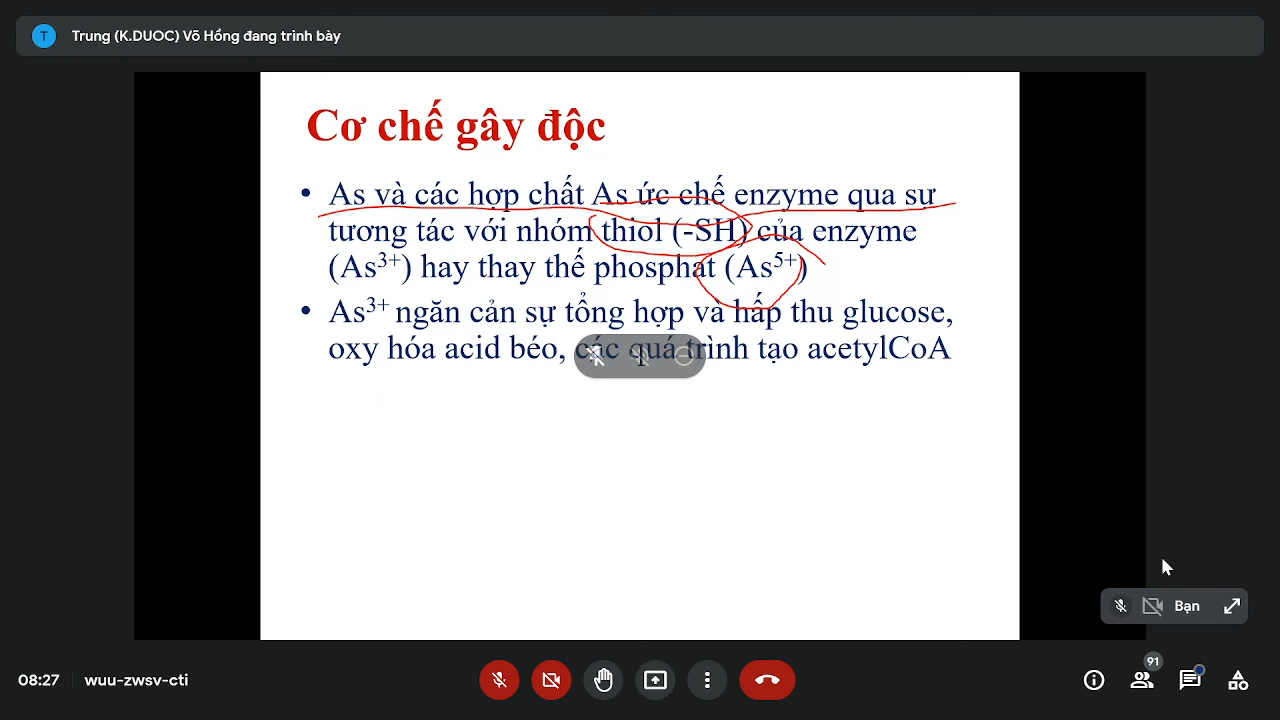 T Trung (K.DUOC) Võ Hồng đang trình bày
Cơ chế gây độc
• As và các hợp chất As ức chế enzyme qua sự
tương tác với nhóm thiol (-SH) của enzyme
(As³⁺) hay thay thế phosphat (As⁵⁺)
• As³⁺ ngăn cản sự tổng hợp và hấp thu glucose,
oxy hóa acid béo, các quá trình tạo acetylCoA
Bạn
91
08:27 wuu-zwsv-cti